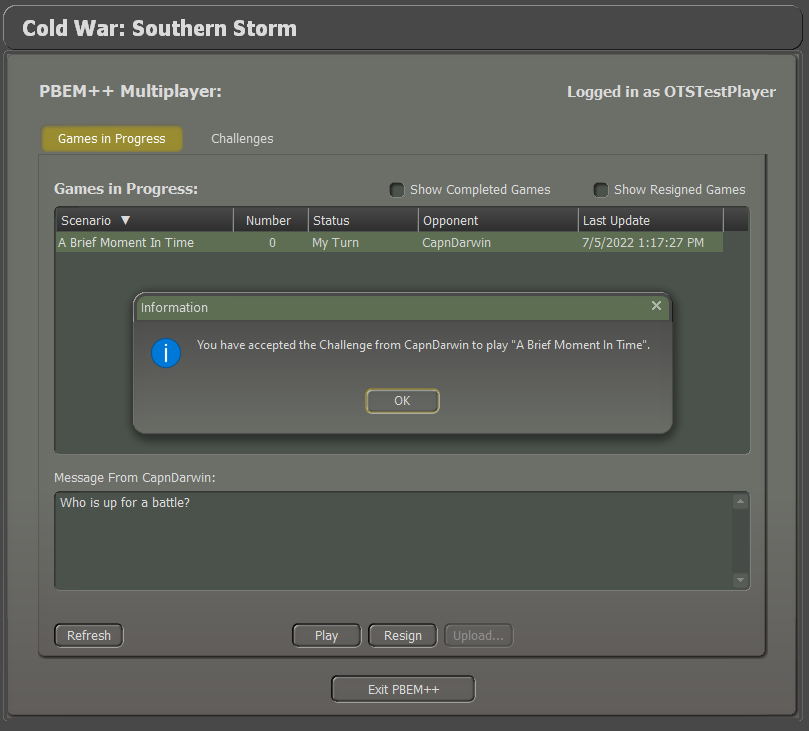 Cold War: Southern Storm
PBEM++ Multiplayer:
Logged in as OTSTestPlayer
Games in Progress
Challenges
Games in Progress:
Show Completed Games
Show Resigned Games
Scenario ▼ Number Status Opponent Last Update
A Brief Moment In Time 0 My Turn CapnDarwin 7/5/2022 1:17:27 PM
Information
You have accepted the Challenge from CapnDarwin to play "A Brief Moment In Time".
OK
Message From CapnDarwin:
Who is up for a battle?
Refresh
Play
Resign
Upload...
Exit PBEM++